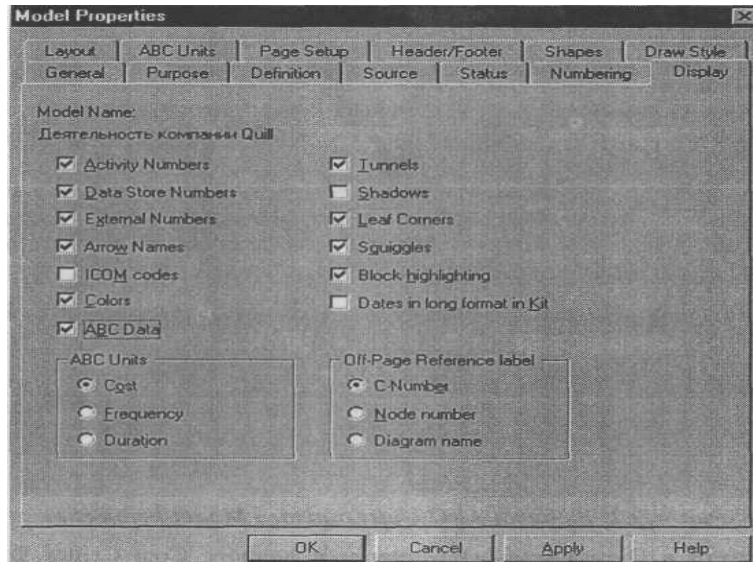 Model Properties
Layout ABC Units Page Setup Header/Footer Shapes Draw Style
General Purpose Definition Source Status Numbering Display
Model Name:
Деятельность компании Quill
Activity Numbers
Data Store Numbers
External Numbers
Arrow Names
ICOM codes
Colors
ABC Data
Tunnels
Shadows
Leaf Corners
Squiggles
Block highlighting
Dates in long format in Kit
ABC Units
Cost
Frequency
Duration
Off-Page Reference label
C-Number
Node number
Diagram name
OK Cancel Apply Help